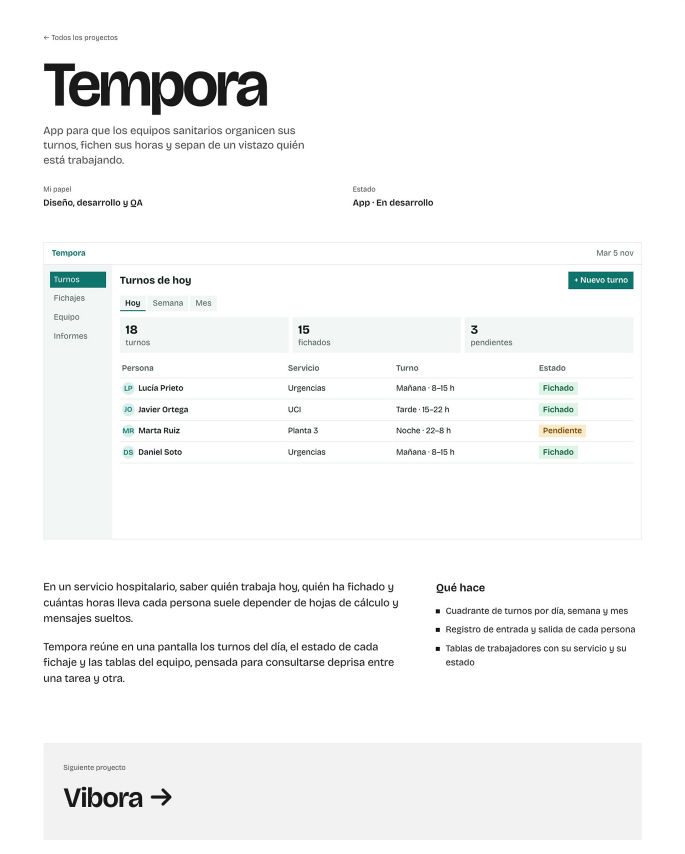 ← Todos los proyectos
Tempora
App para que los equipos sanitarios organicen sus
turnos, fichen sus horas y sepan de un vistazo quién
está trabajando.
Mi papel
Diseño, desarrollo y QA
Estado
App · En desarrollo
Tempora
Mar 5 nov
Turnos
Fichajes
Equipo
Informes
Turnos de hoy
+ Nuevo turno
Hoy Semana Mes
18
turnos
15
fichados
3
pendientes
Persona Servicio Turno Estado
LP Lucía Prieto Urgencias Mañana · 8–15 h Fichado
JO Javier Ortega UCI Tarde · 15–22 h Fichado
MR Marta Ruiz Planta 3 Noche · 22–8 h Pendiente
DS Daniel Soto Urgencias Mañana · 8–15 h Fichado
En un servicio hospitalario, saber quién trabaja hoy, quién ha fichado y
cuántas horas lleva cada persona suele depender de hojas de cálculo y
mensajes sueltos.
Tempora reúne en una pantalla los turnos del día, el estado de cada
fichaje y las tablas del equipo, pensada para consultarse deprisa entre
una tarea y otra.
Qué hace
Cuadrante de turnos por día, semana y mes
Registro de entrada y salida de cada persona
Tablas de trabajadores con su servicio y su
estado
Siguiente proyecto
Vibora →